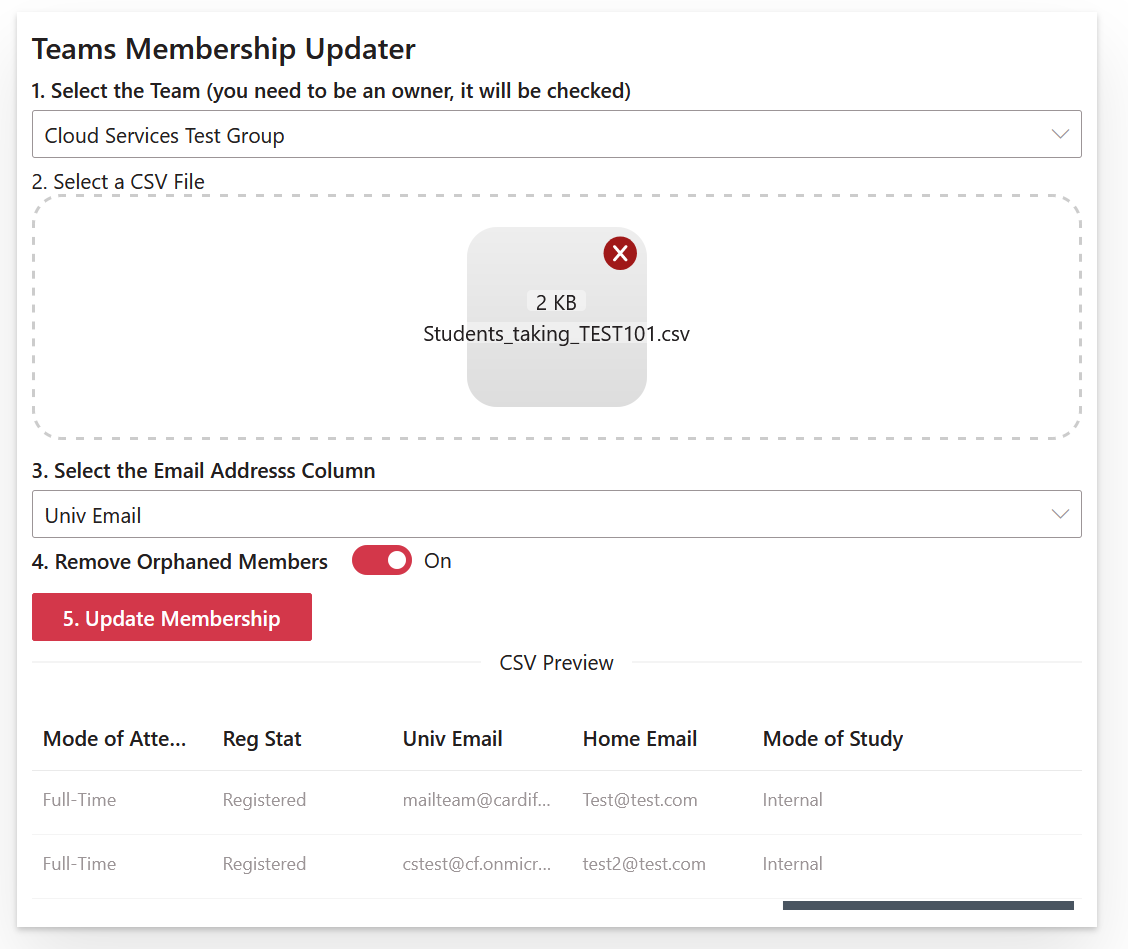 Teams Membership Updater
1. Select the Team (you need to be an owner, it will be checked)
Cloud Services Test Group
2. Select a CSV File
2 KB
Students_taking_TEST101.csv
3. Select the Email Addresss Column
Univ Email
4. Remove Orphaned Members On
5. Update Membership
CSV Preview
Mode of Atte... Reg Stat Univ Email Home Email Mode of Study
Full-Time Registered mailteam@cardif... Test@test.com Internal
Full-Time Registered cstest@cf.onmicr... test2@test.com Internal